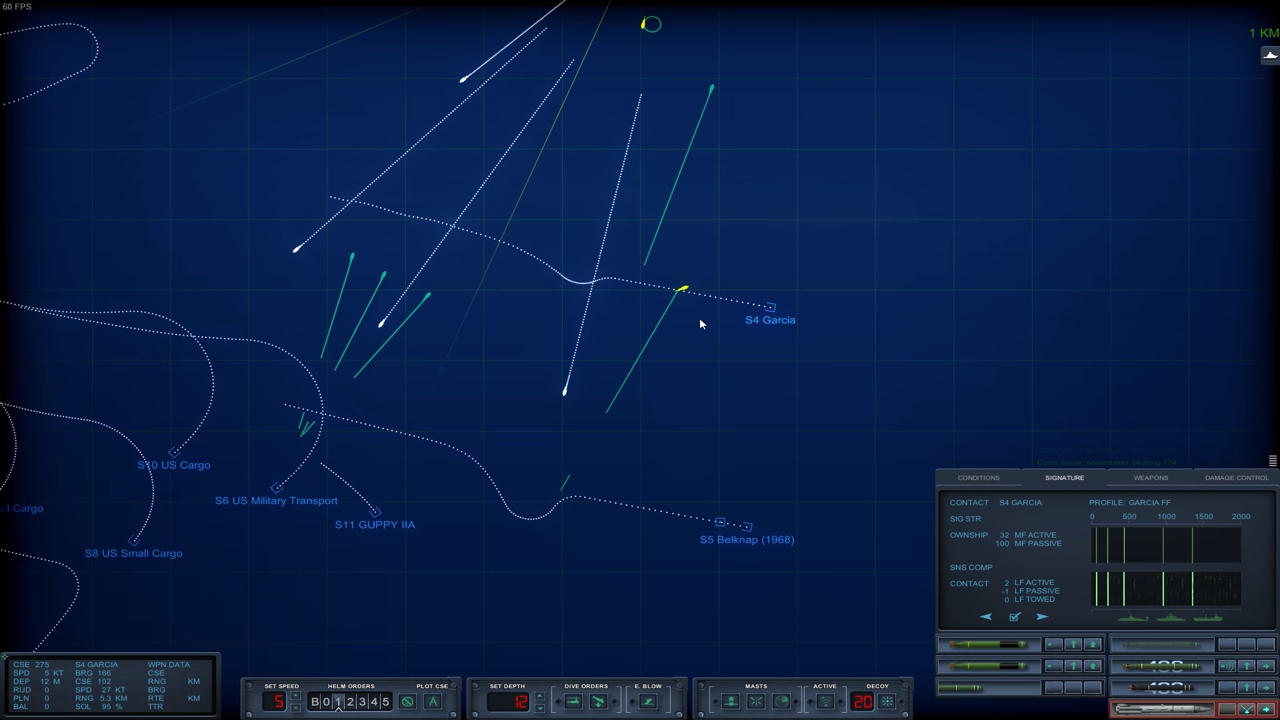 60 FPS
1 KM
S4 Garcia
S10 US Cargo
S6 US Military Transport
S11 GUPPY IIA
all Cargo
S8 US Small Cargo
S5 Belknap (1968)
Conn, sonar, noisemaker, bearing 174
CONDITIONS SIGNATURE WEAPONS DAMAGE CONTROL
CONTACT S4 GARCIA PROFILE: GARCIA FF
SIG STR 0 500 1000 1500 2000
OWNSHIP 32 MF ACTIVE
100 MF PASSIVE
SNS COMP
CONTACT 2 LF ACTIVE
-1 LF PASSIVE
0 LF TOWED
CSE 275 S4 GARCIA WPN DATA
SPD 5 KT BRG 166 CSE
DEP 12 M CSE 102 BRG
RUD 0 SPD 27 KT RNG KM
PLN 0 RNG 5.3 KM RTE KM
BAL 0 SOL 95 % TTR
SET SPEED HELM ORDERS PLOT CSE SET DEPTH DIVE ORDERS E. BLOW MASTS ACTIVE DECOY
5 B 0 1 2 3 4 5 12 20